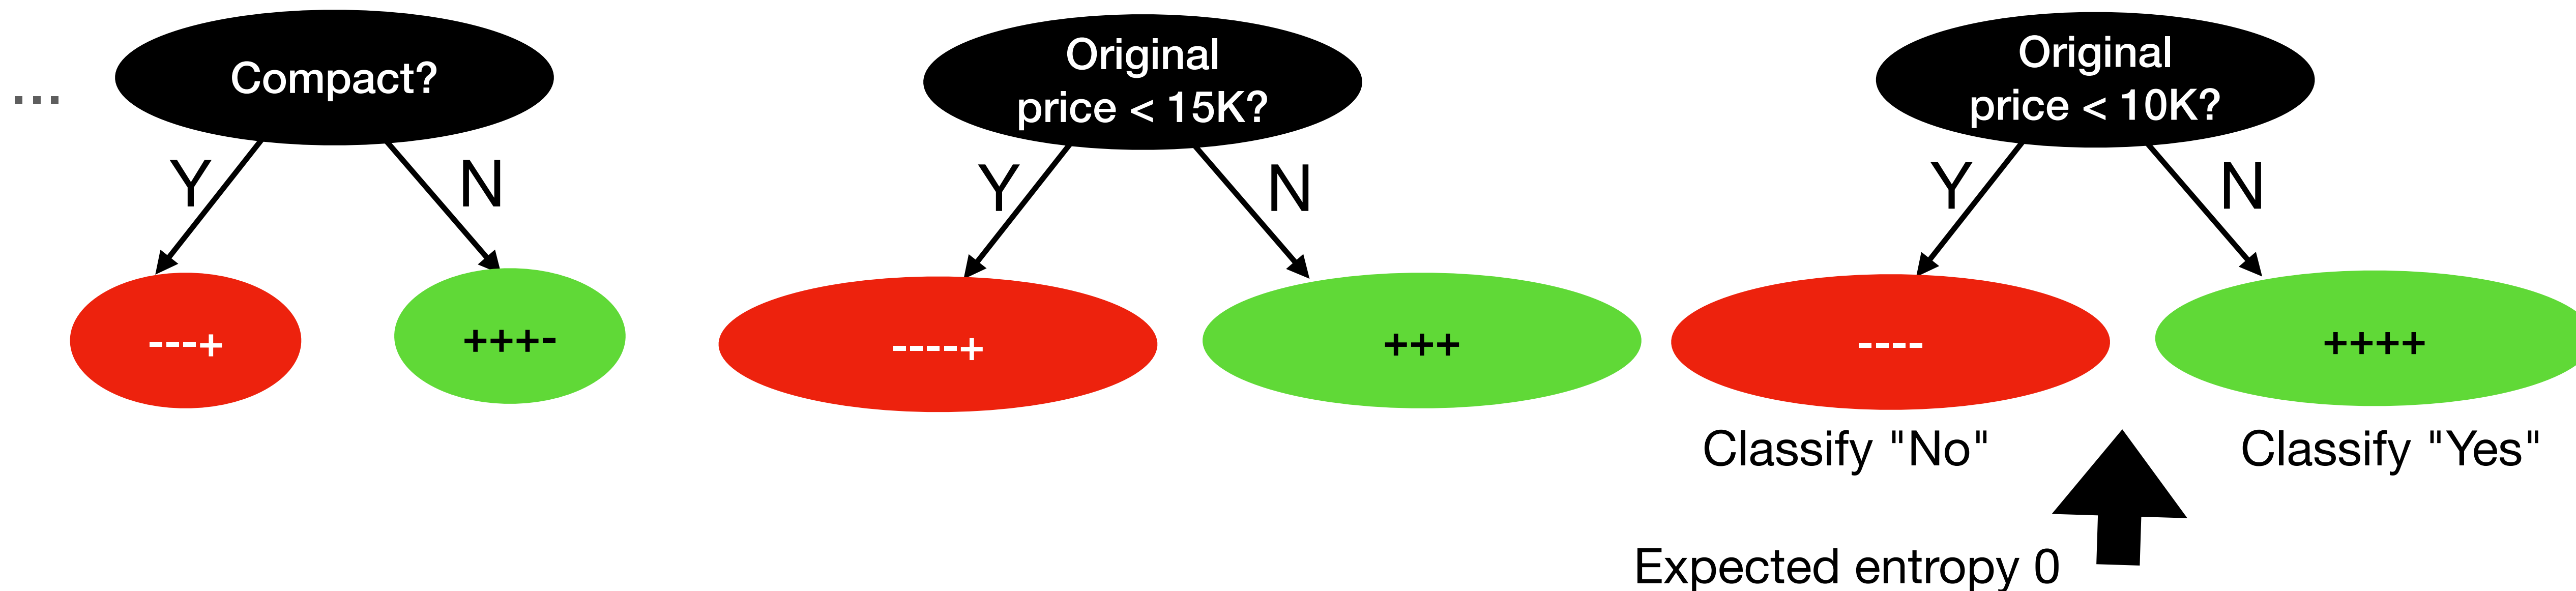 ...
Compact?
Y
N
---+
+++-
Original
price < 15K?
Y
N
----+
+++
Original
price < 10K?
Y
N
----
++++
Classify "No"
Classify "Yes"
Expected entropy 0